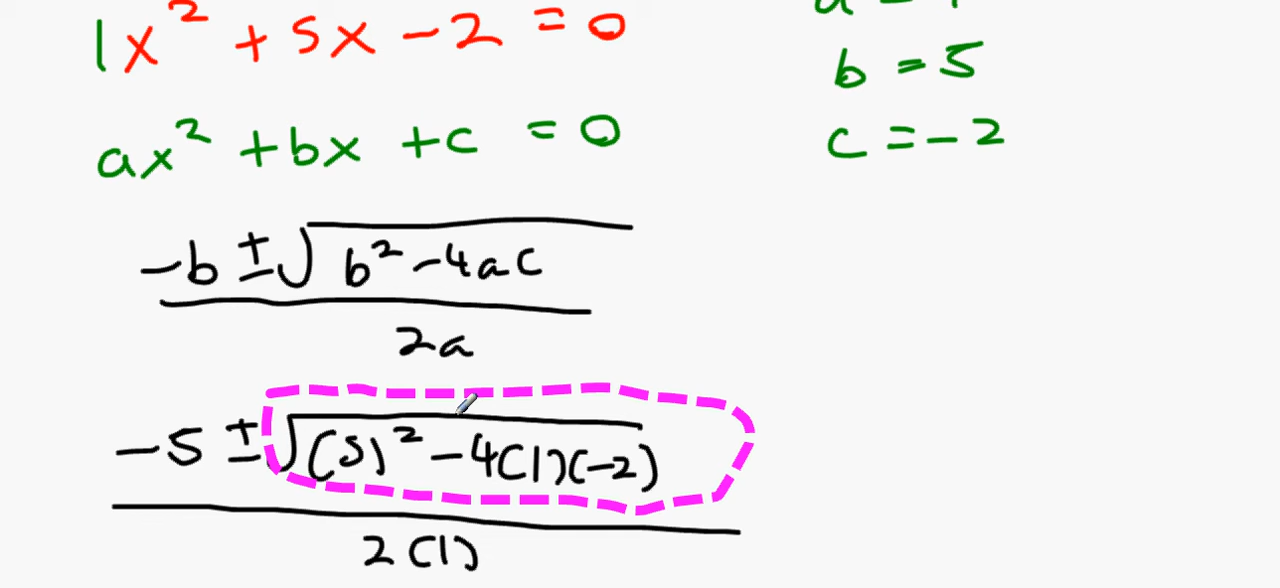 1x² + 5x - 2 = 0
b = 5
ax² + bx + c = 0
c = -2
-b ± √b² - 4ac
2a
-5 ± √(5)² - 4(1)(-2)
2(1)